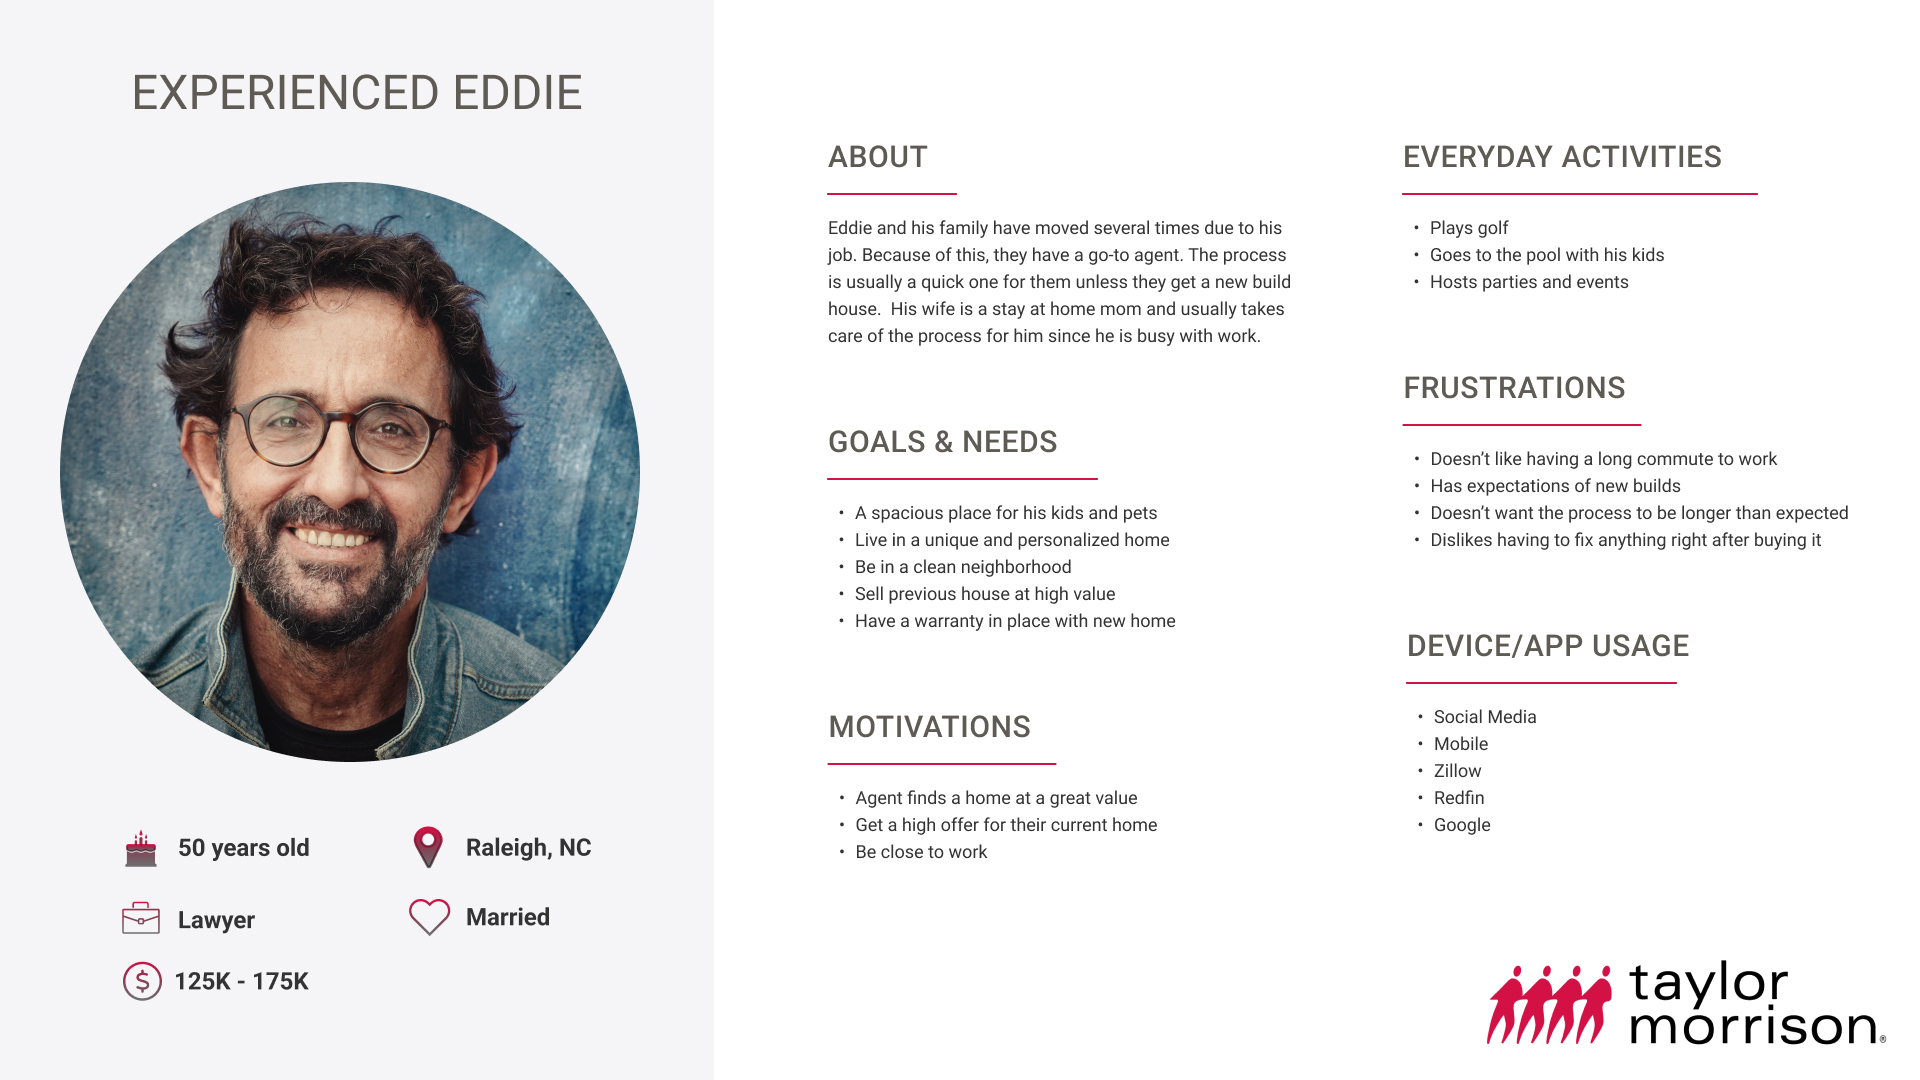 EXPERIENCED EDDIE
50 years old
Raleigh, NC
Lawyer
Married
125K - 175K
ABOUT
Eddie and his family have moved several times due to his
job. Because of this, they have a go-to agent. The process
is usually a quick one for them unless they get a new build
house.  His wife is a stay at home mom and usually takes
care of the process for him since he is busy with work.
GOALS & NEEDS
• A spacious place for his kids and pets
• Live in a unique and personalized home
• Be in a clean neighborhood
• Sell previous house at high value
• Have a warranty in place with new home
MOTIVATIONS
• Agent finds a home at a great value
• Get a high offer for their current home
• Be close to work
EVERYDAY ACTIVITIES
• Plays golf
• Goes to the pool with his kids
• Hosts parties and events
FRUSTRATIONS
• Doesn’t like having a long commute to work
• Has expectations of new builds
• Doesn’t want the process to be longer than expected
• Dislikes having to fix anything right after buying it
DEVICE/APP USAGE
• Social Media
• Mobile
• Zillow
• Redfin
• Google
taylor
morrison®